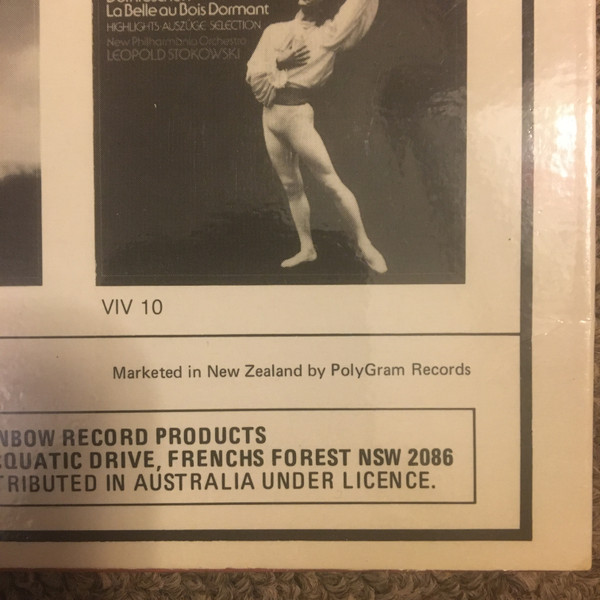 La Belle au Bois Dormant
HIGHLIGHTS·AUSZÜGE·SELECTION
New Philharmonia Orchestra
LEOPOLD STOKOWSKI
VIV 10
Marketed in New Zealand by PolyGram Records
NBOW RECORD PRODUCTS
QUATIC DRIVE, FRENCHS FOREST NSW 2086
TRIBUTED IN AUSTRALIA UNDER LICENCE.